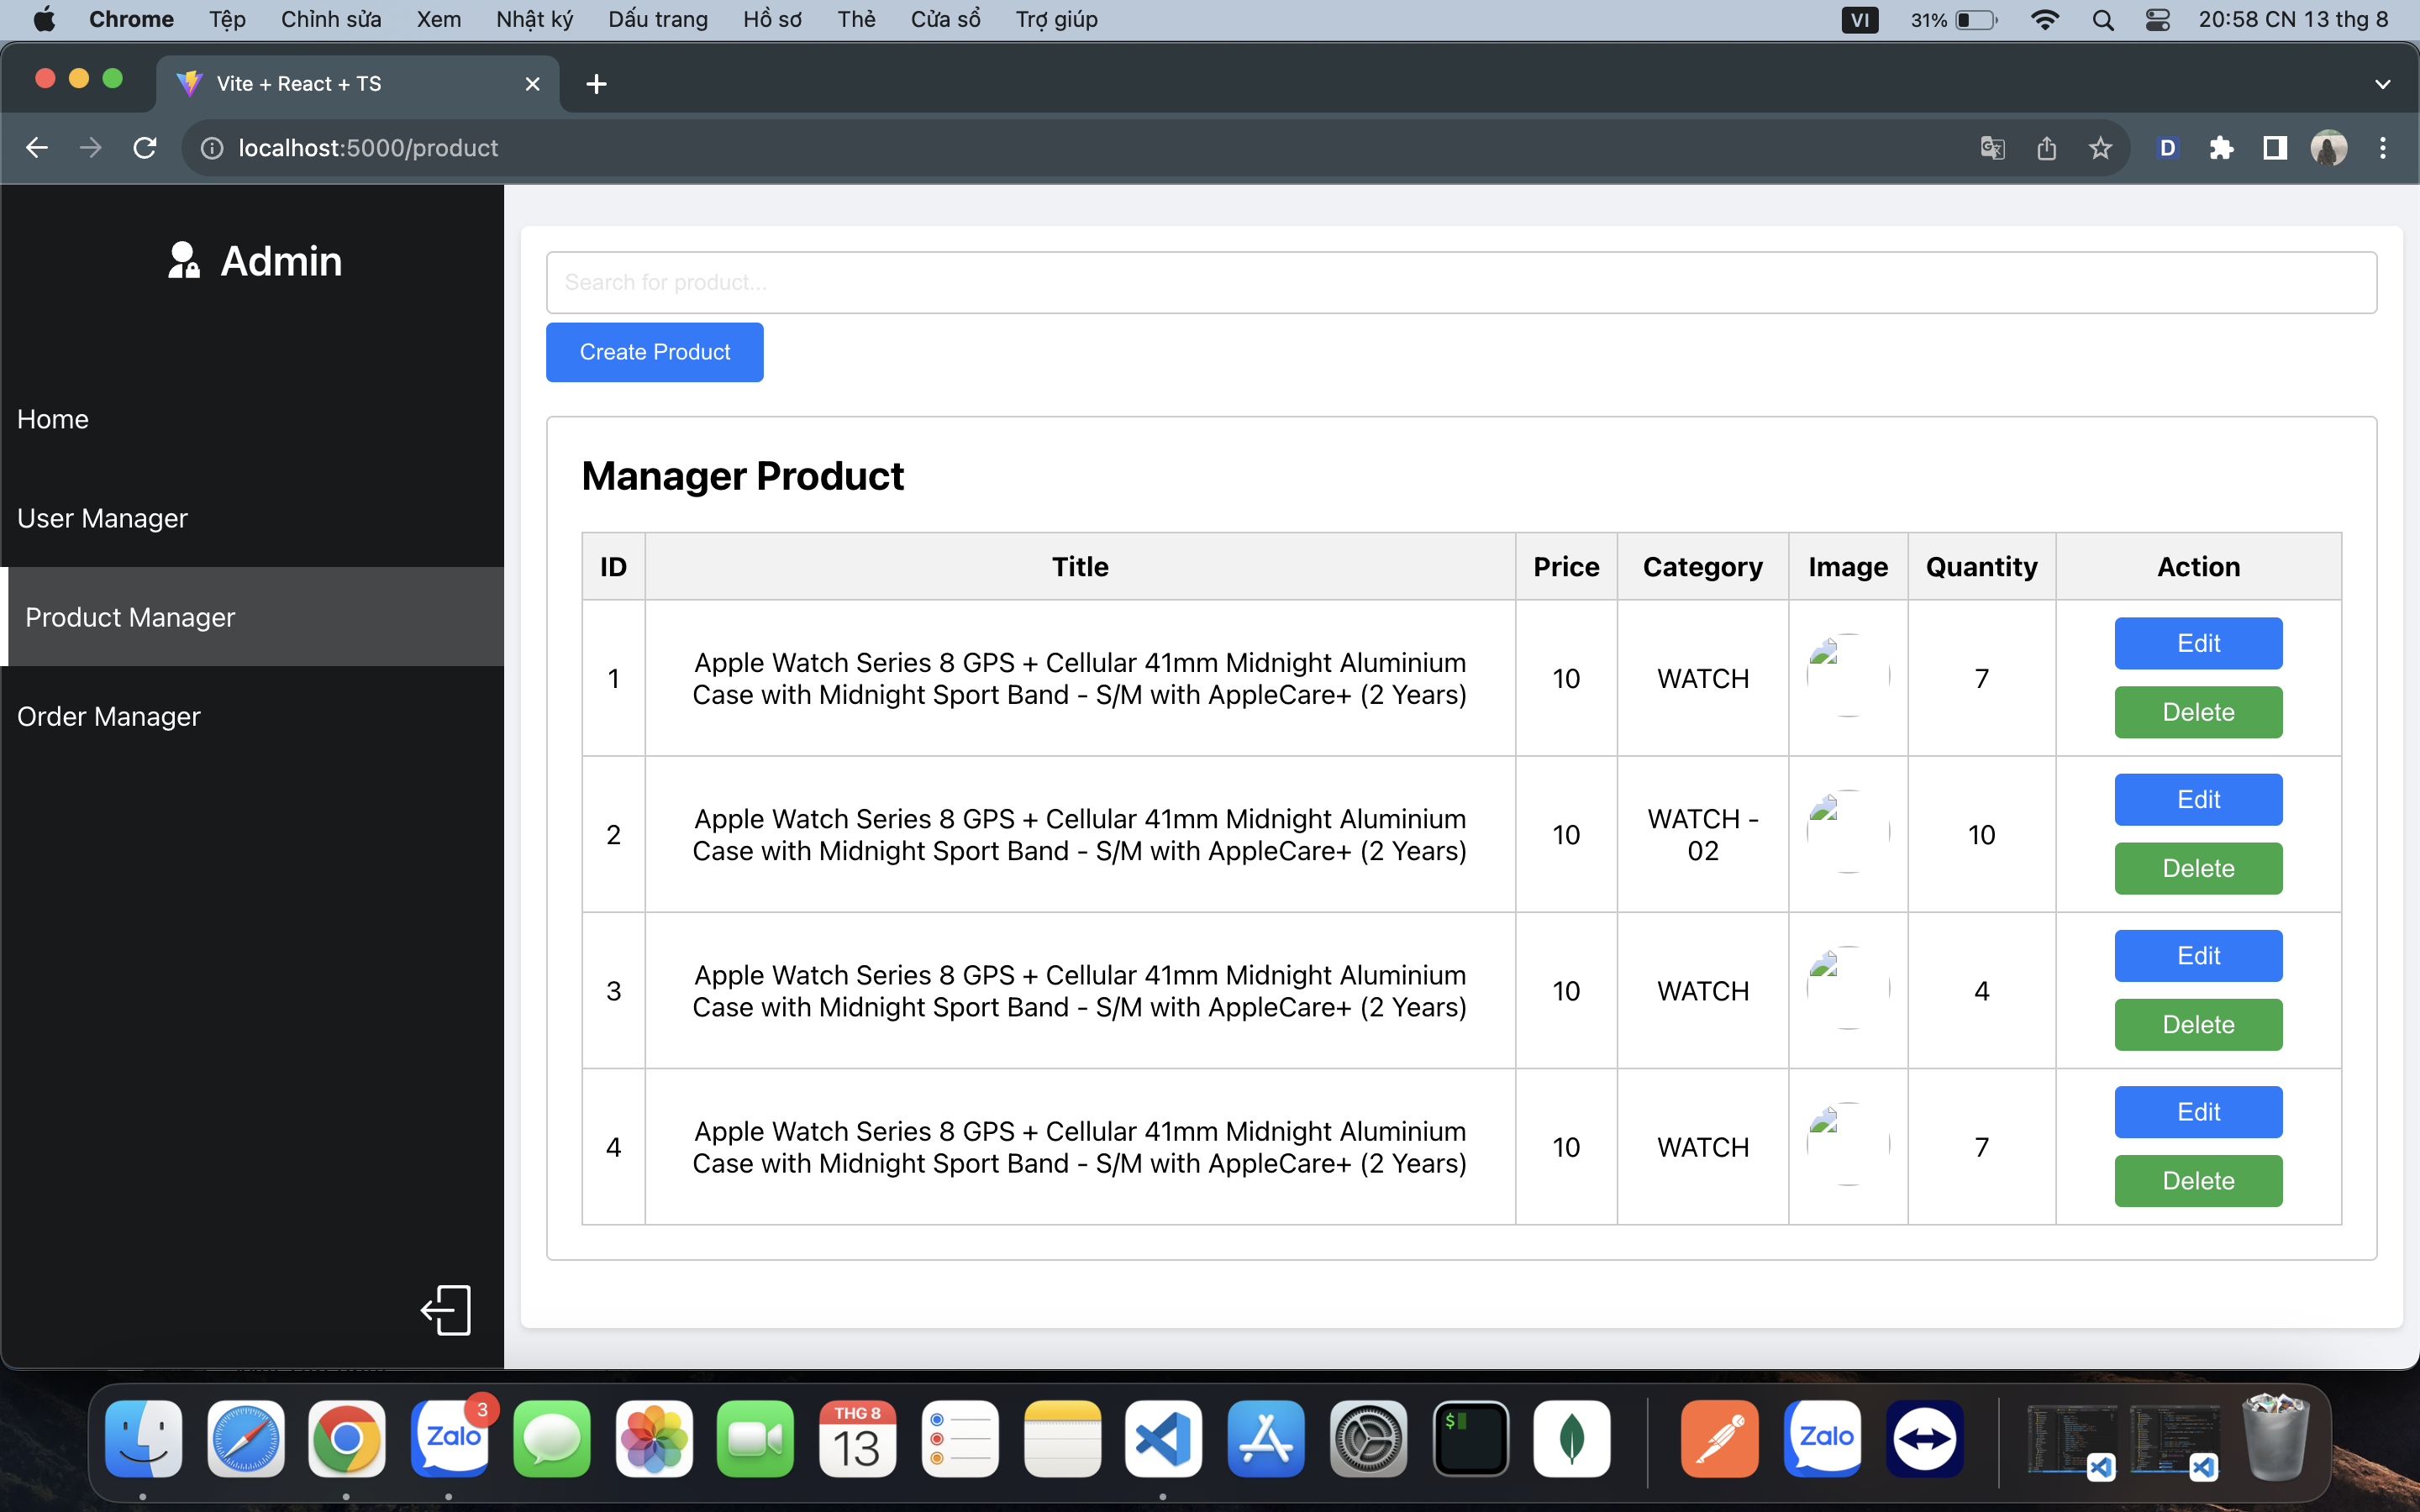 Chrome Tệp Chỉnh sửa Xem Nhật ký Dấu trang Hồ sơ Thẻ Cửa sổ Trợ giúp VI 31% 20:58 CN 13 thg 8
Vite + React + TS
localhost:5000/product D
Admin
Home
User Manager
Product Manager
Order Manager
Search for product...
Create Product
Manager Product
ID Title Price Category Image Quantity Action
1 Apple Watch Series 8 GPS + Cellular 41mm Midnight Aluminium
Case with Midnight Sport Band - S/M with AppleCare+ (2 Years) 10 WATCH 7 Edit
Delete
2 Apple Watch Series 8 GPS + Cellular 41mm Midnight Aluminium
Case with Midnight Sport Band - S/M with AppleCare+ (2 Years) 10 WATCH -
02 10 Edit
Delete
3 Apple Watch Series 8 GPS + Cellular 41mm Midnight Aluminium
Case with Midnight Sport Band - S/M with AppleCare+ (2 Years) 10 WATCH 4 Edit
Delete
4 Apple Watch Series 8 GPS + Cellular 41mm Midnight Aluminium
Case with Midnight Sport Band - S/M with AppleCare+ (2 Years) 10 WATCH 7 Edit
Delete
Zalo 3
THG 8
13
$
Zalo